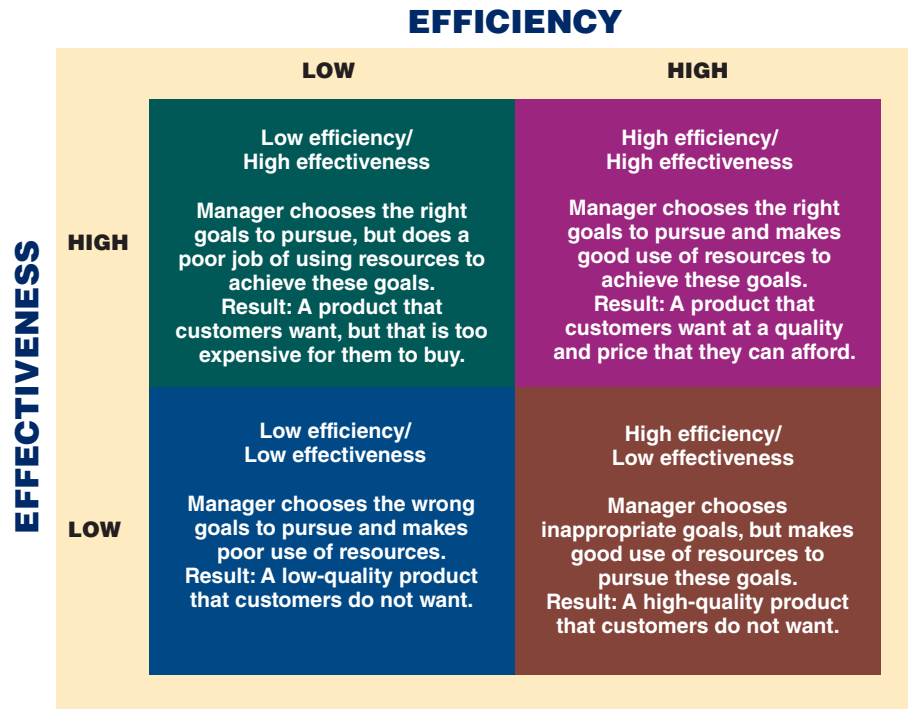 EFFICIENCY
LOW
HIGH
EFFECTIVENESS
HIGH
Low efficiency/
High effectiveness
Manager chooses the right
goals to pursue, but does a
poor job of using resources to
achieve these goals.
Result: A product that
customers want, but that is too
expensive for them to buy.
High efficiency/
High effectiveness
Manager chooses the right
goals to pursue and makes
good use of resources to
achieve these goals.
Result: A product that
customers want at a quality
and price that they can afford.
LOW
Low efficiency/
Low effectiveness
Manager chooses the wrong
goals to pursue and makes
poor use of resources.
Result: A low-quality product
that customers do not want.
High efficiency/
Low effectiveness
Manager chooses
inappropriate goals, but makes
good use of resources to
pursue these goals.
Result: A high-quality product
that customers do not want.